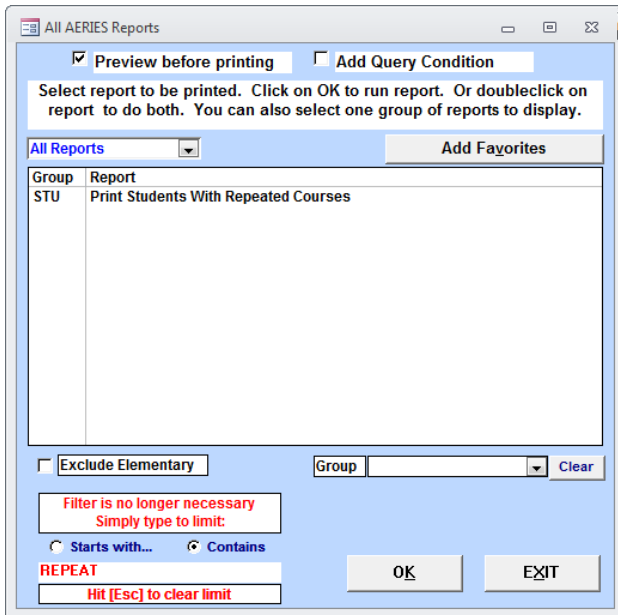 All AERIES Reports
Preview before printing
Add Query Condition
Select report to be printed. Click on OK to run report. Or doubleclick on
report to do both. You can also select one group of reports to display.
All Reports
Add Favorites
Group Report
STU Print Students With Repeated Courses
Exclude Elementary
Group
Clear
Filter is no longer necessary
Simply type to limit:
Starts with... Contains
REPEAT
Hit [Esc] to clear limit
OK
EXIT